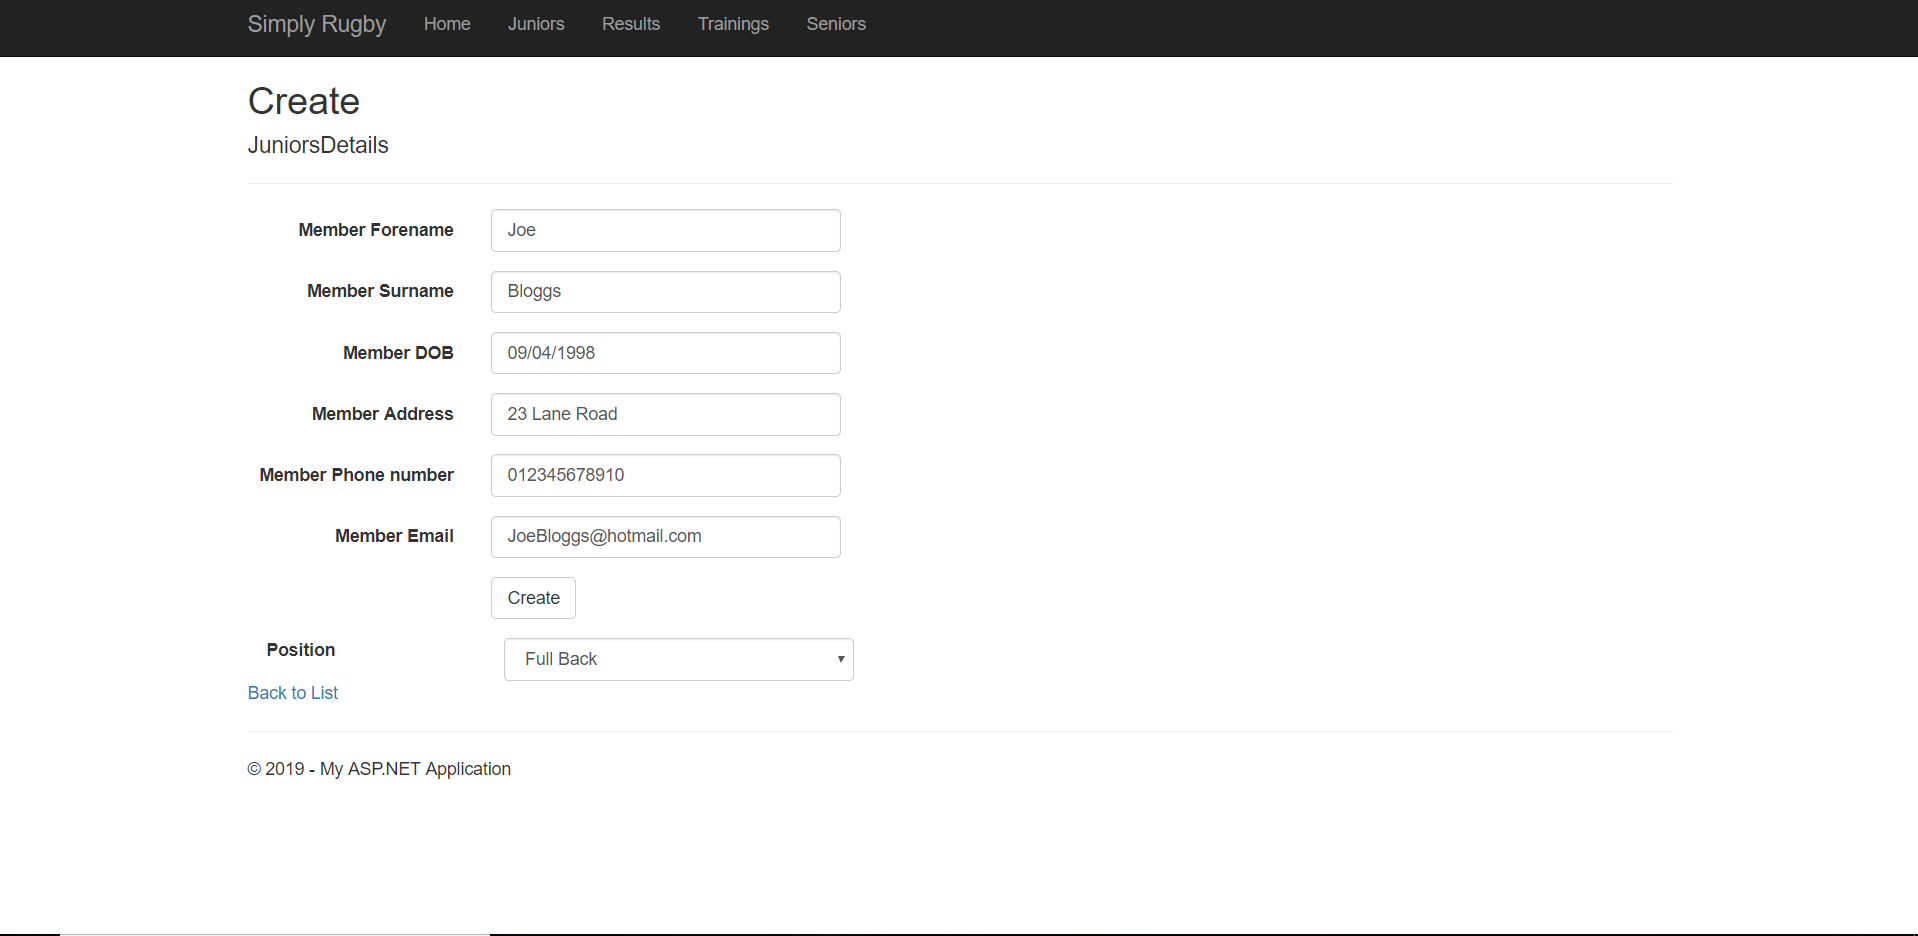 Simply Rugby Home Juniors Results Trainings Seniors
Create
JuniorsDetails
Member Forename Joe
Member Surname Bloggs
Member DOB 09/04/1998
Member Address 23 Lane Road
Member Phone number 012345678910
Member Email JoeBloggs@hotmail.com
Create
Position Full Back
Back to List
© 2019 - My ASP.NET Application